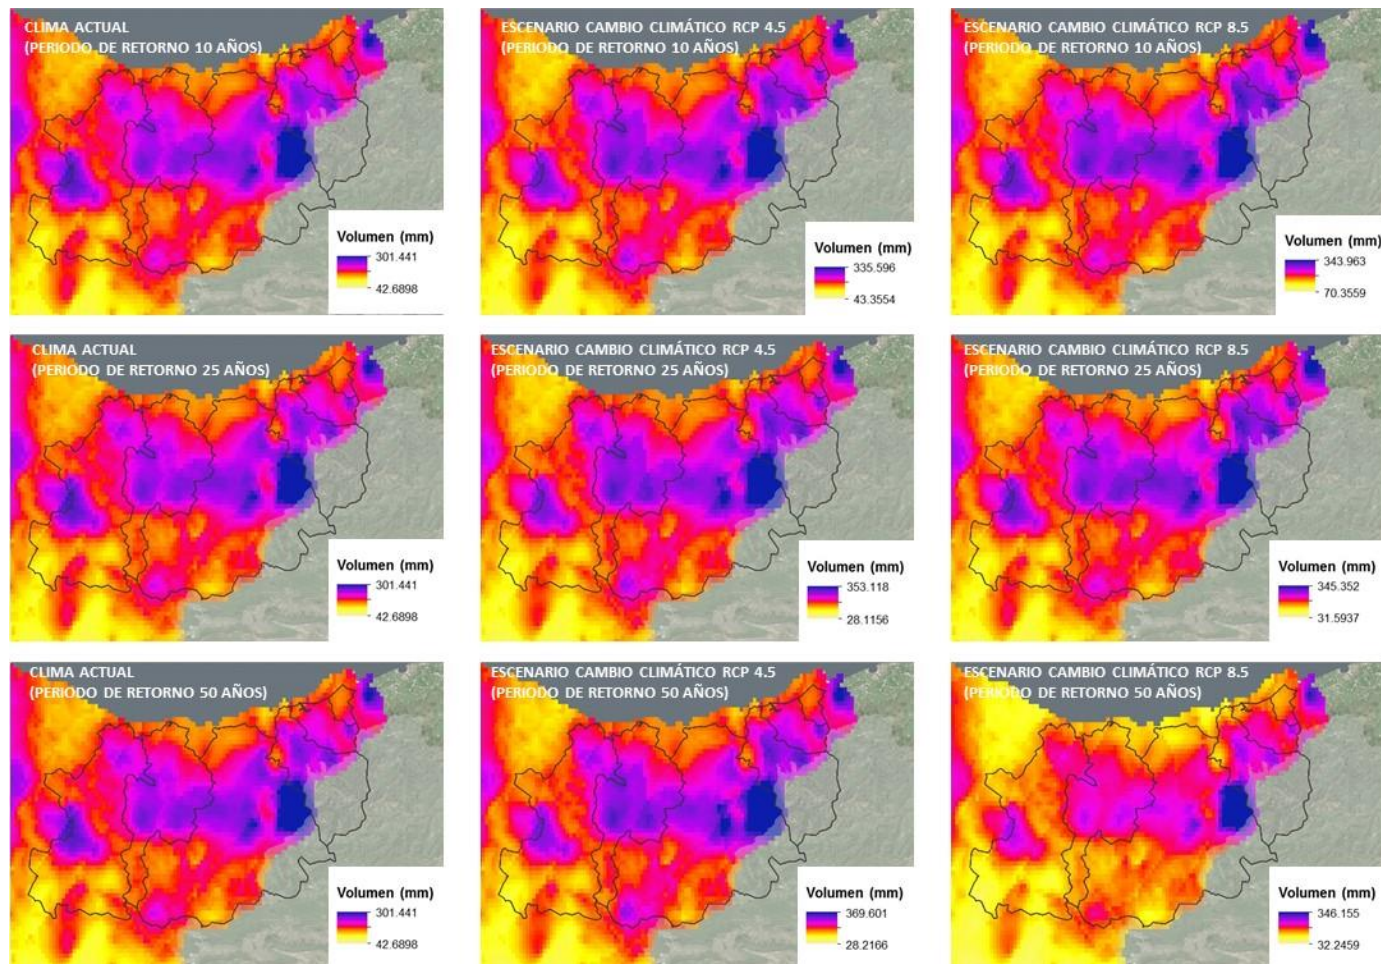 CLIMA ACTUAL
(PERIODO DE RETORNO 10 AÑOS)
Volumen (mm)
301.441
42.6898
ESCENARIO CAMBIO CLIMÁTICO RCP 4.5
(PERIODO DE RETORNO 10 AÑOS)
Volumen (mm)
335.596
43.3554
ESCENARIO CAMBIO CLIMÁTICO RCP 8.5
(PERIODO DE RETORNO 10 AÑOS)
Volumen (mm)
343.963
70.3559
CLIMA ACTUAL
(PERIODO DE RETORNO 25 AÑOS)
Volumen (mm)
301.441
42.6898
ESCENARIO CAMBIO CLIMÁTICO RCP 4.5
(PERIODO DE RETORNO 25 AÑOS)
Volumen (mm)
353.118
28.1156
ESCENARIO CAMBIO CLIMÁTICO RCP 8.5
(PERIODO DE RETORNO 25 AÑOS)
Volumen (mm)
345.352
31.5937
CLIMA ACTUAL
(PERIODO DE RETORNO 50 AÑOS)
Volumen (mm)
301.441
42.6898
ESCENARIO CAMBIO CLIMÁTICO RCP 4.5
(PERIODO DE RETORNO 50 AÑOS)
Volumen (mm)
369.601
28.2166
ESCENARIO CAMBIO CLIMÁTICO RCP 8.5
(PERIODO DE RETORNO 50 AÑOS)
Volumen (mm)
346.155
32.2459